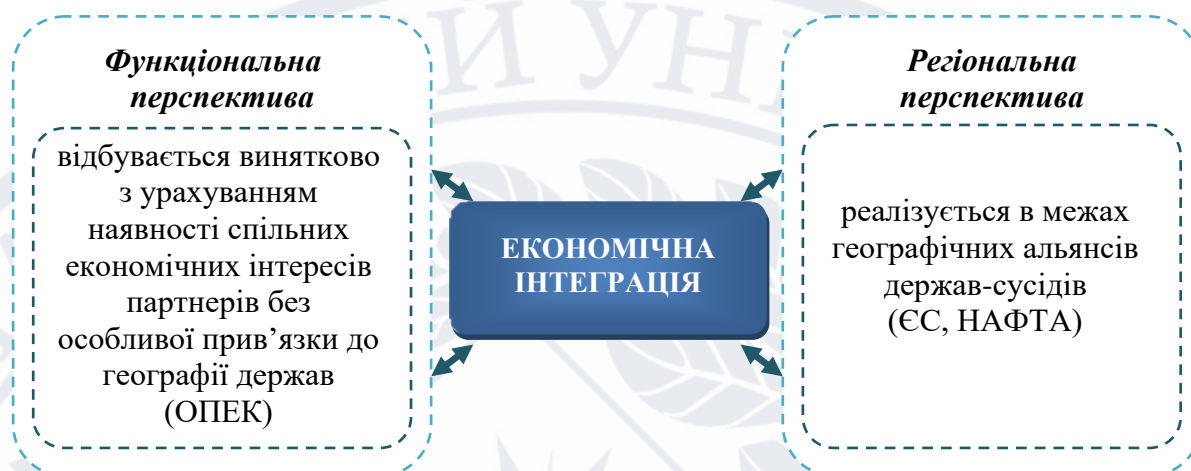 Функціональна
перспектива
відбувається винятково
з урахуванням
наявності спільних
економічних інтересів
партнерів без
особливої прив’язки до
географії держав
(ОПЕК)
ЕКОНОМІЧНА
ІНТЕГРАЦІЯ
Регіональна
перспектива
реалізується в межах
географічних альянсів
держав-сусідів
(ЄС, НАФТА)